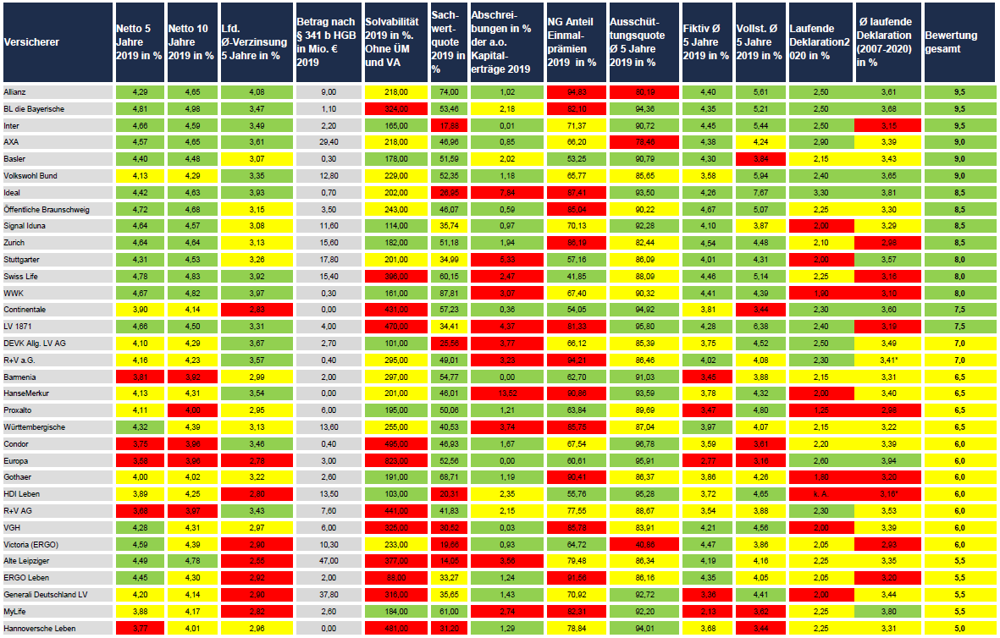 Versicherer Netto 5 Jahre 2019 in % Netto 10 Jahre 2019 in % Lfd. Ø-Verzinsung 5 Jahre in % Betrag nach § 341 b HGB in Mio. € 2019 Solvabilität 2019 in %. Ohne ÜM und VA Sach-wert-quote 2019 in % Abschrei-bungen in % der a.o. Kapital-erträge 2019 NG Anteil Einmal-prämien 2019 in % Ausschüt-tungsquote Ø 5 Jahre 2019 in % Fiktiv Ø 5 Jahre 2019 in % Vollst. Ø 5 Jahre 2019 in % Laufende Deklaration2 020 in % Ø laufende Deklaration (2007-2020) in % Bewertung gesamt
Allianz 4,29 4,65 4,08 9,00 218,00 74,00 1,02 94,83 80,19 4,40 5,61 2,50 3,61 9,5
BL die Bayerische 4,81 4,98 3,47 1,10 324,00 53,46 2,18 82,10 94,36 4,35 5,21 2,50 3,68 9,5
Inter 4,66 4,59 3,49 2,20 165,00 17,88 0,01 71,37 90,72 4,45 5,44 2,50 3,15 9,5
AXA 4,57 4,65 3,61 29,40 218,00 46,96 0,85 66,20 78,46 4,38 4,24 2,90 3,39 9,0
Basler 4,40 4,48 3,07 0,30 178,00 51,59 2,02 53,25 90,79 4,30 3,84 2,15 3,43 9,0
Volkswohl Bund 4,13 4,29 3,35 12,80 229,00 52,35 1,18 65,77 85,65 3,58 5,94 2,40 3,65 9,0
Ideal 4,42 4,63 3,93 0,70 202,00 26,95 7,84 87,41 93,50 4,26 7,67 3,30 3,81 8,5
Öffentliche Braunschweig 4,72 4,68 3,15 3,50 243,00 46,07 0,59 85,04 90,22 4,67 5,07 2,25 3,30 8,5
Signal Iduna 4,64 4,57 3,08 11,60 114,00 35,74 0,97 70,13 92,28 4,10 3,87 2,00 3,29 8,5
Zurich 4,64 4,64 3,13 15,60 182,00 51,18 1,94 86,19 82,44 4,54 4,48 2,10 2,98 8,5
Stuttgarter 4,31 4,53 3,26 17,80 201,00 34,99 5,33 57,16 86,09 4,01 4,31 2,00 3,57 8,0
Swiss Life 4,78 4,83 3,92 15,40 396,00 60,15 2,47 41,85 88,09 4,46 5,14 2,25 3,16 8,0
WWK 4,67 4,82 3,97 0,30 161,00 87,81 3,07 67,40 90,32 4,41 4,39 1,90 3,10 8,0
Continentale 3,90 4,14 2,83 0,00 431,00 57,23 0,36 54,05 94,92 3,81 3,44 2,30 3,60 7,5
LV 1871 4,66 4,50 3,31 4,00 470,00 34,41 4,37 81,33 95,80 4,28 6,38 2,40 3,19 7,5
DEVK Allg. LV AG 4,10 4,29 3,67 2,70 101,00 25,56 3,77 66,12 85,39 3,75 4,52 2,50 3,49 7,0
R+V a.G. 4,16 4,23 3,57 0,40 295,00 49,01 3,23 94,21 86,46 4,02 4,08 2,30 3,41* 7,0
Barmenia 3,81 3,92 2,99 2,00 297,00 54,77 0,00 62,70 91,03 3,45 3,88 2,15 3,31 6,5
HanseMerkur 4,13 4,31 3,54 0,00 201,00 46,01 13,52 90,86 93,59 3,78 4,32 2,00 3,40 6,5
Proxalto 4,11 4,00 2,95 6,00 195,00 50,06 1,21 63,84 89,69 3,47 4,80 1,25 2,98 6,5
Württembergische 4,32 4,39 3,13 13,60 255,00 40,53 3,74 85,75 87,04 3,97 4,07 2,15 3,22 6,5
Condor 3,75 3,96 3,46 0,40 495,00 46,93 1,67 67,54 96,78 3,59 3,61 2,20 3,39 6,0
Europa 3,58 3,96 2,73 3,00 823,00 52,56 0,00 60,61 95,91 2,77 3,16 2,60 3,94 6,0
Gothaer 4,00 4,02 3,22 2,60 191,00 68,71 1,19 90,41 86,37 3,86 4,26 1,80 3,20 6,0
HDI Leben 3,89 4,25 2,80 13,50 103,00 20,31 2,35 55,76 95,28 3,72 4,65 k. A 3,16* 6,0
R+V AG 3,68 3,97 3,43 7,60 441,00 41,83 2,15 77,55 88,67 3,54 3,88 2,30 3,53 6,0
VGH 4,28 4,31 2,97 6,00 325,00 30,52 0,03 85,78 83,91 4,21 4,56 2,00 3,39 6,0
Victoria (ERGO) 4,59 4,39 2,90 10,30 233,00 19,66 0,93 64,72 40,86 4,47 3,86 2,05 2,93 6,0
Alte Leipziger 4,49 4,78 2,55 47,00 377,00 14,05 3,56 79,48 86,34 4,19 4,16 2,25 3,35 5,5
ERGO Leben 4,45 4,30 2,92 2,00 88,00 33,27 1,24 91,56 86,16 4,35 4,05 2,05 3,20 5,5
Generali Deutschland LV 4,20 4,14 2,90 37,80 316,00 35,65 1,43 70,92 92,72 3,36 4,41 2,00 3,44 5,5
MyLife 3,88 4,17 2,82 2,60 184,00 61,00 2,74 82,31 92,20 2,13 3,62 2,25 3,80 5,5
Hannoversche Leben 3,77 4,01 2,96 0,00 481,00 31,20 1,29 78,84 94,01 3,68 3,44 2,25 3,31 5,0